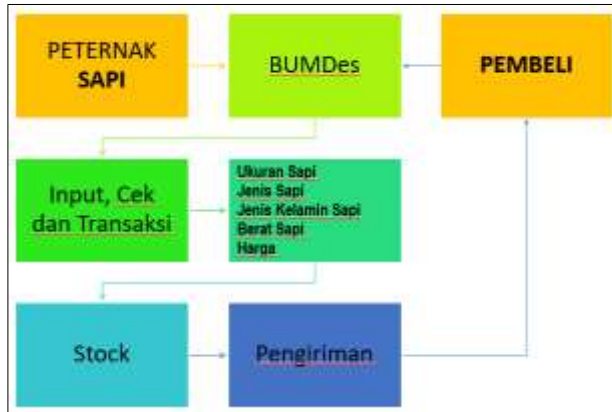 PETERNAK
SAPI
BUMDes
PEMBELI
Input, Cek
dan Transaksi
Ukuran Sapi
Jenis Sapi
Jenis Kelamin Sapi
Berat Sapi
Harga
Stock
Pengiriman